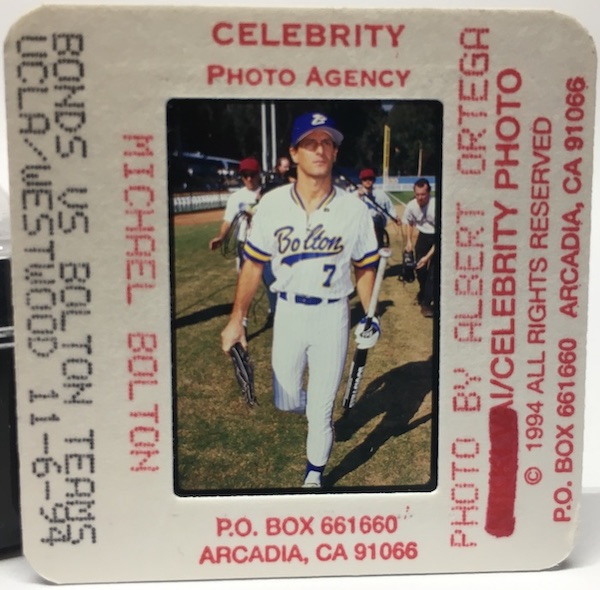 CELEBRITY
PHOTO AGENCY
BONDS VS BOLTON TEAMS
UCLA/WESTWOOD 11-6-94
MICHAEL BOLTON
Bolton
7
PHOTO BY ALBERT ORTEGA
I/CELEBRITY PHOTO
© 1994 ALL RIGHTS RESERVED
P.O. BOX 661660 ARCADIA, CA 91066
P.O. BOX 661660
ARCADIA, CA 91066